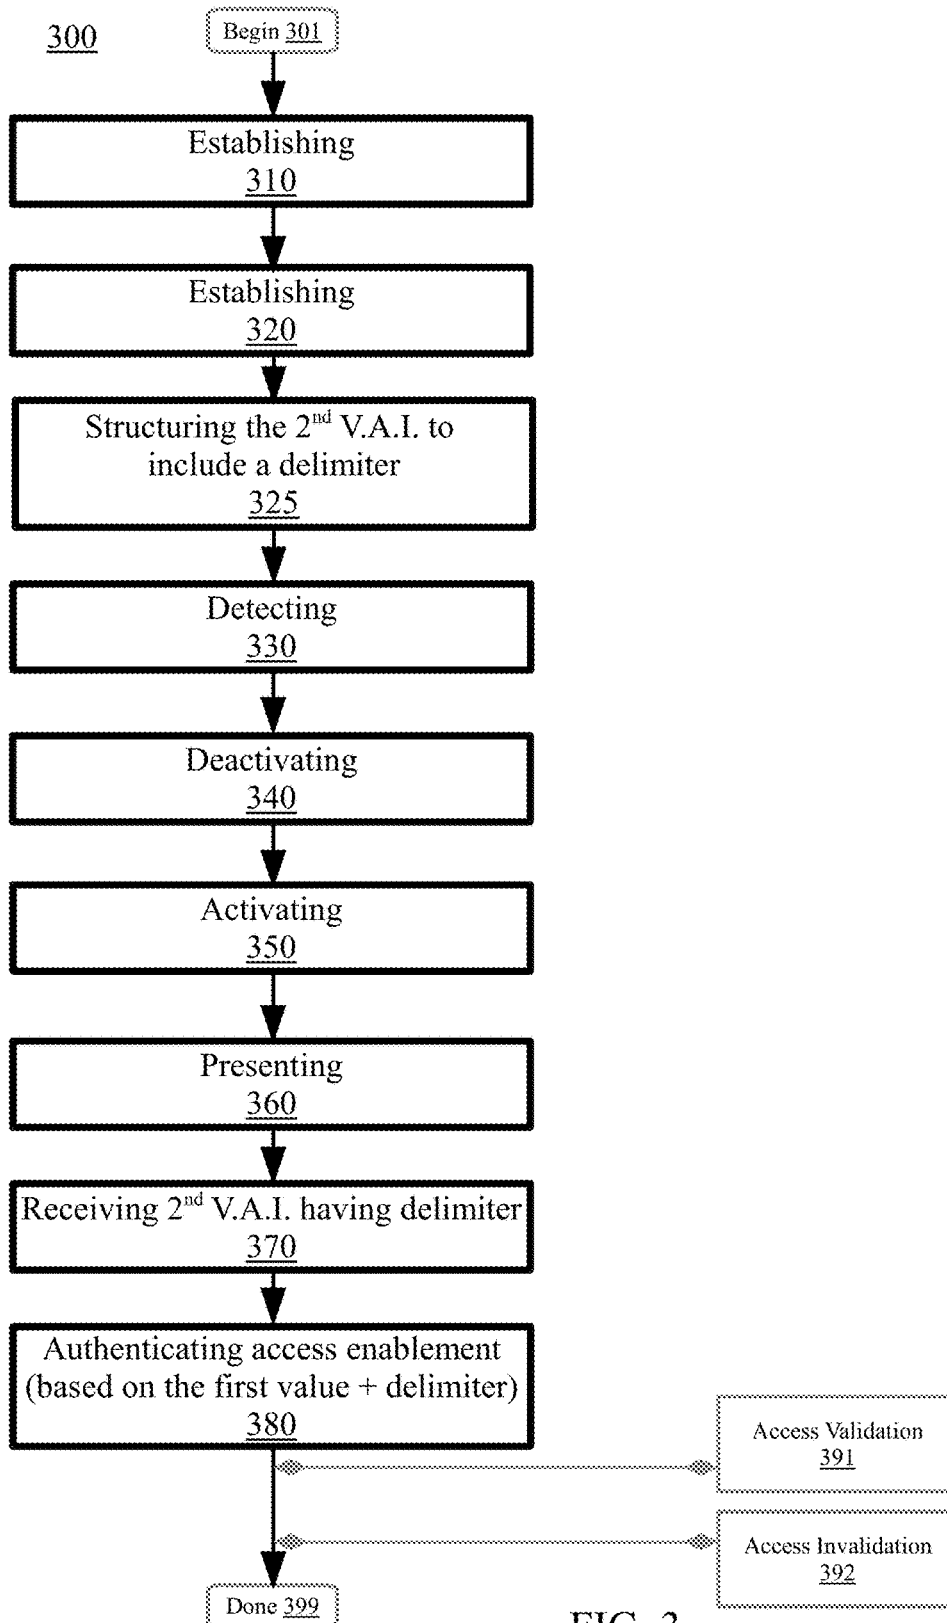 300
Begin 301
Establishing
310
Establishing
320
Structuring the 2nd V.A.I. to
include a delimiter
325
Detecting
330
Deactivating
340
Activating
350
Presenting
360
Receiving 2nd V.A.I. having delimiter
370
Authenticating access enablement
(based on the first value + delimiter)
380
Access Validation
391
Access Invalidation
392
Done 399
FIG. 3